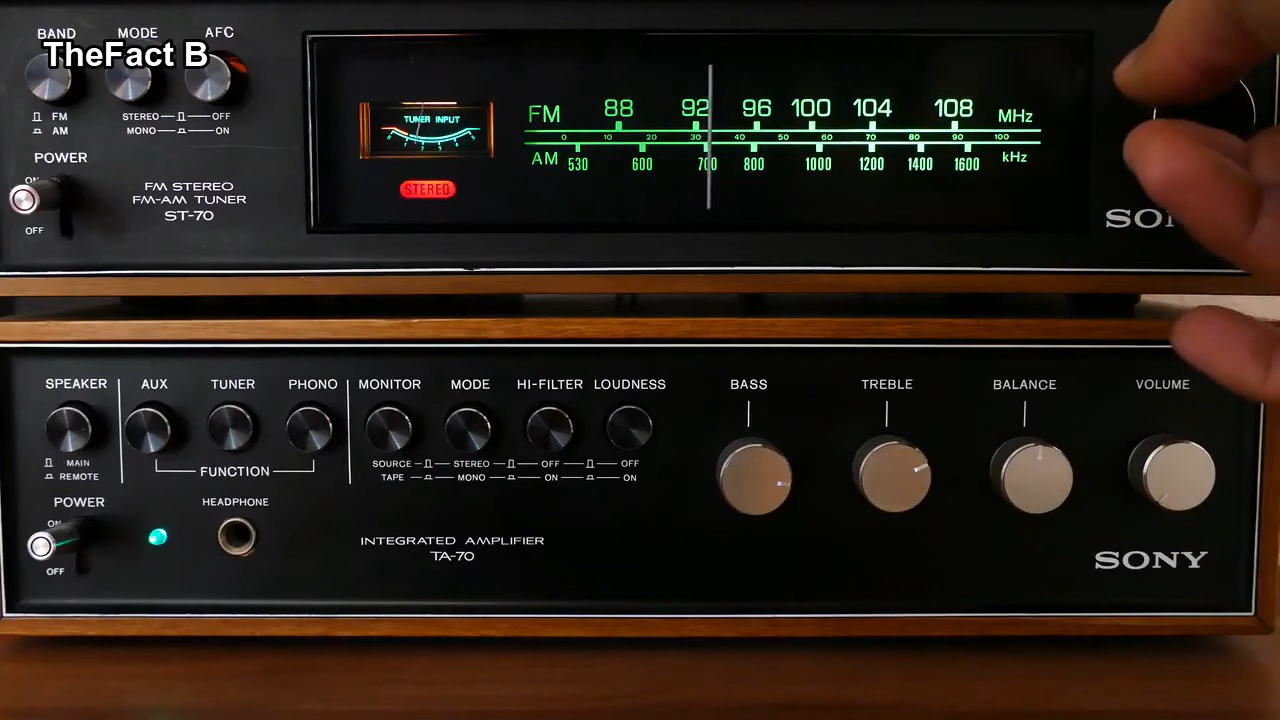 TheFact B
BAND MODE AFC
FM STEREO OFF
AM MONO ON
POWER
ON
OFF
FM STEREO
FM-AM TUNER
ST-70
TUNER INPUT
STEREO
FM 88 92 96 100 104 108 MHz
0 10 20 30 40 50 60 70 80 90 100
AM 530 600 700 800 1000 1200 1400 1600 kHz
SO
SPEAKER AUX TUNER PHONO MONITOR MODE HI-FILTER LOUDNESS BASS TREBLE BALANCE VOLUME
MAIN
REMOTE
FUNCTION
SOURCE STEREO OFF OFF
TAPE MONO ON ON
POWER
ON
OFF
HEADPHONE
INTEGRATED AMPLIFIER
TA-70
SONY